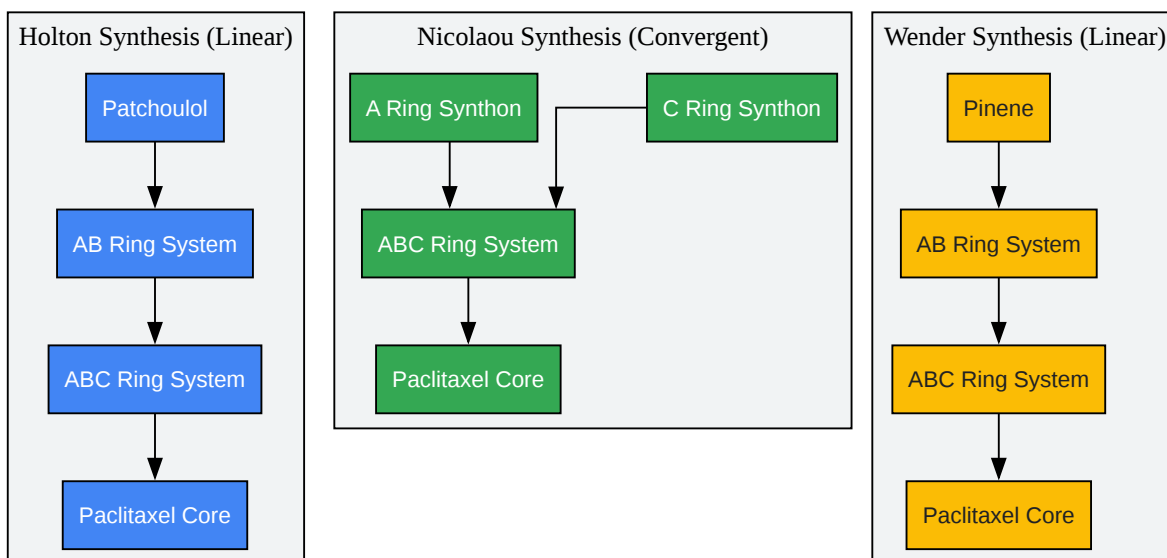 Holton Synthesis (Linear)
Patchoulol
AB Ring System
ABC Ring System
Paclitaxel Core
Nicolaou Synthesis (Convergent)
A Ring Synthon
C Ring Synthon
ABC Ring System
Paclitaxel Core
Wender Synthesis (Linear)
Pinene
AB Ring System
ABC Ring System
Paclitaxel Core